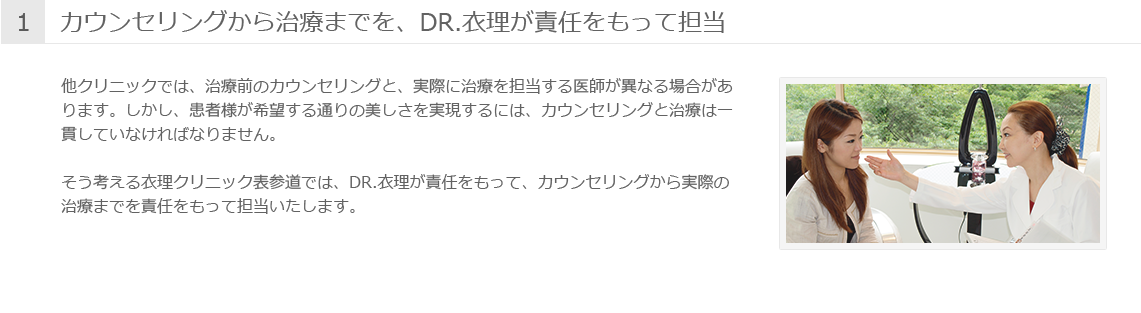 1
カウンセリングから治療までを、DR.衣理が責任をもって担当
他クリニックでは、治療前のカウンセリングと、実際に治療を担当する医師が異なる場合があ
ります。しかし、患者様が希望する通りの美しさを実現するには、カウンセリングと治療は一
貫していなければなりません。
そう考える衣理クリニック表参道では、DR.衣理が責任をもって、カウンセリングから実際の
治療までを責任をもって担当いたします。